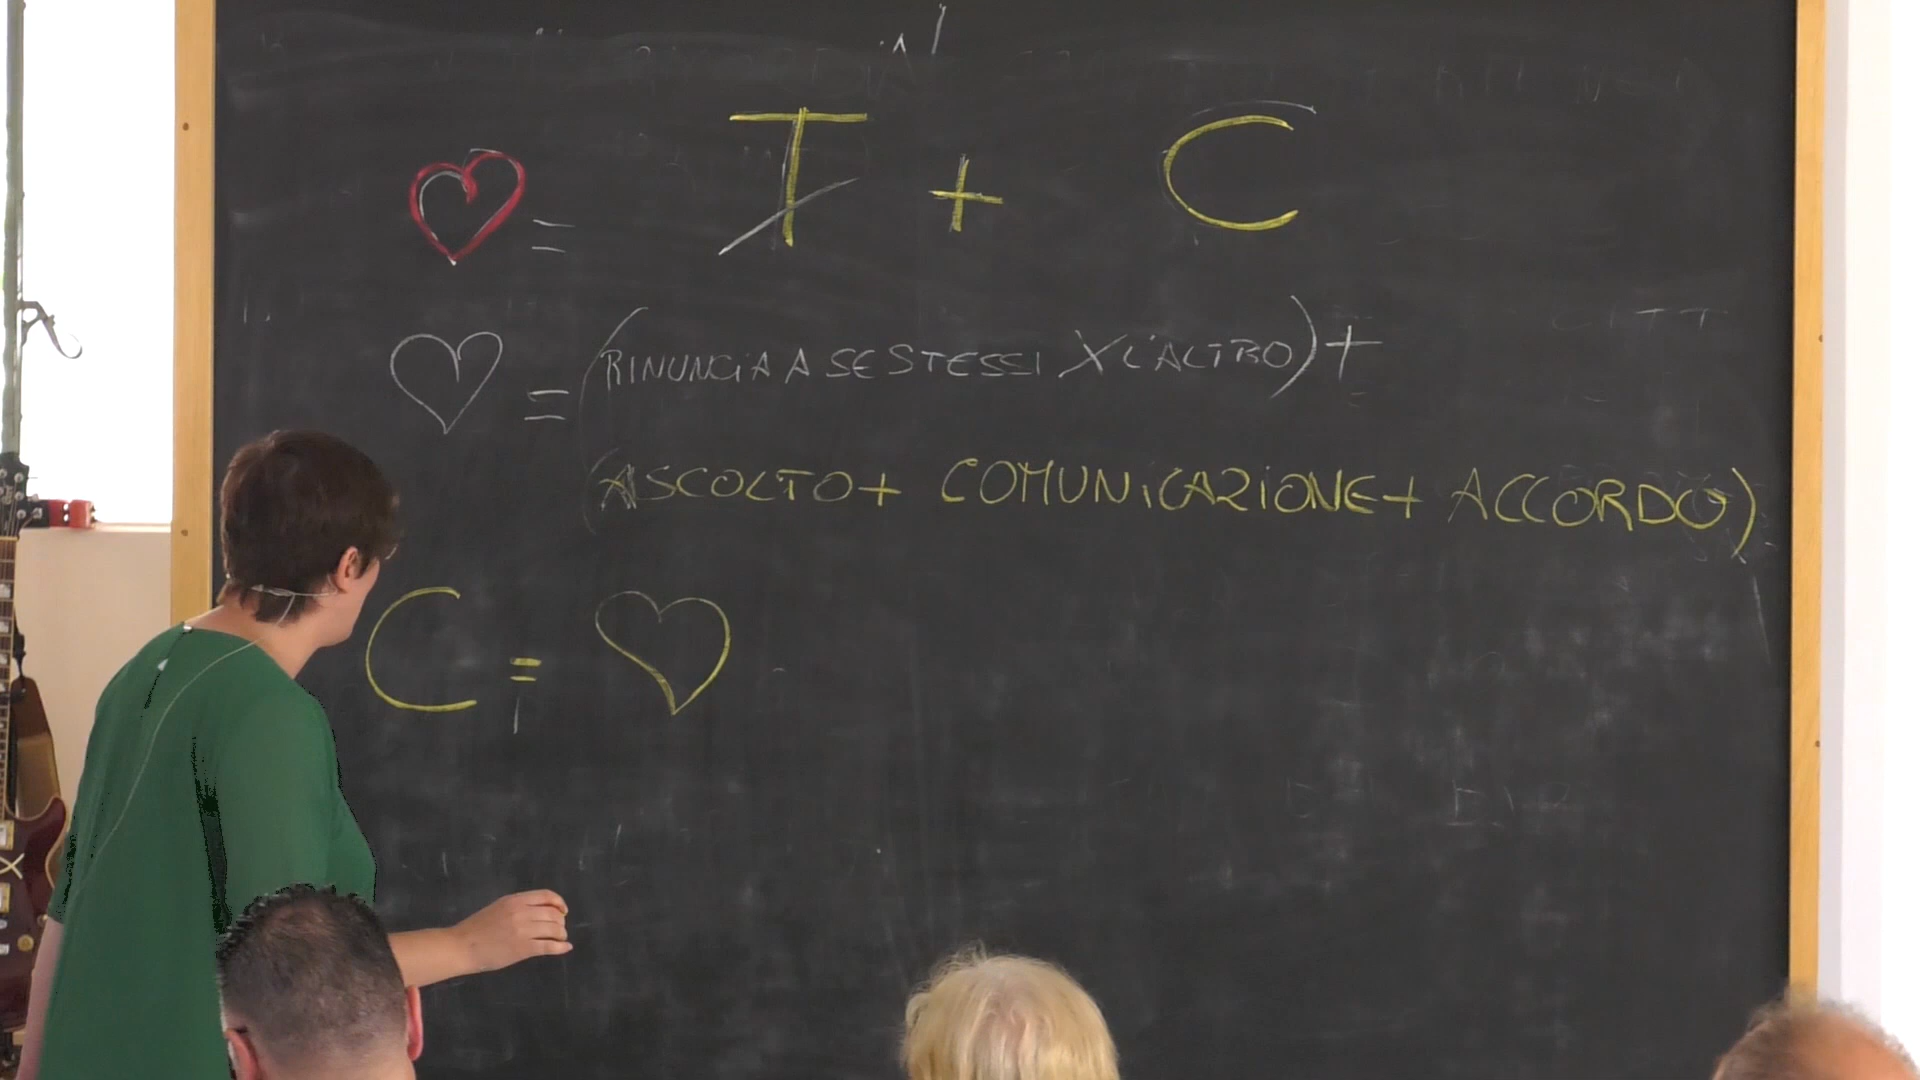 ♥ = T + C
♡ = (RINUNCIA A SE STESSI X L'ALTRO) +
(ASCOLTO + COMUNICAZIONE + ACCORDO)
C = ♡